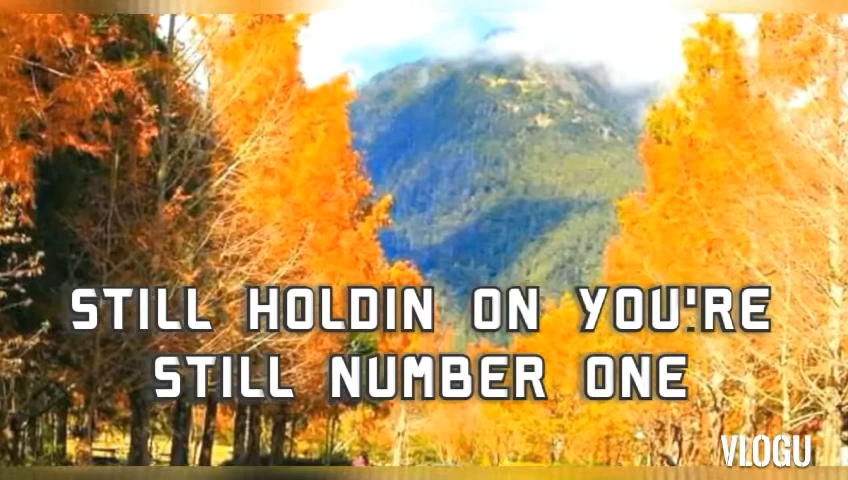 STILL HOLDIN ON YOU'RE
STILL NUMBER ONE
VLOGU